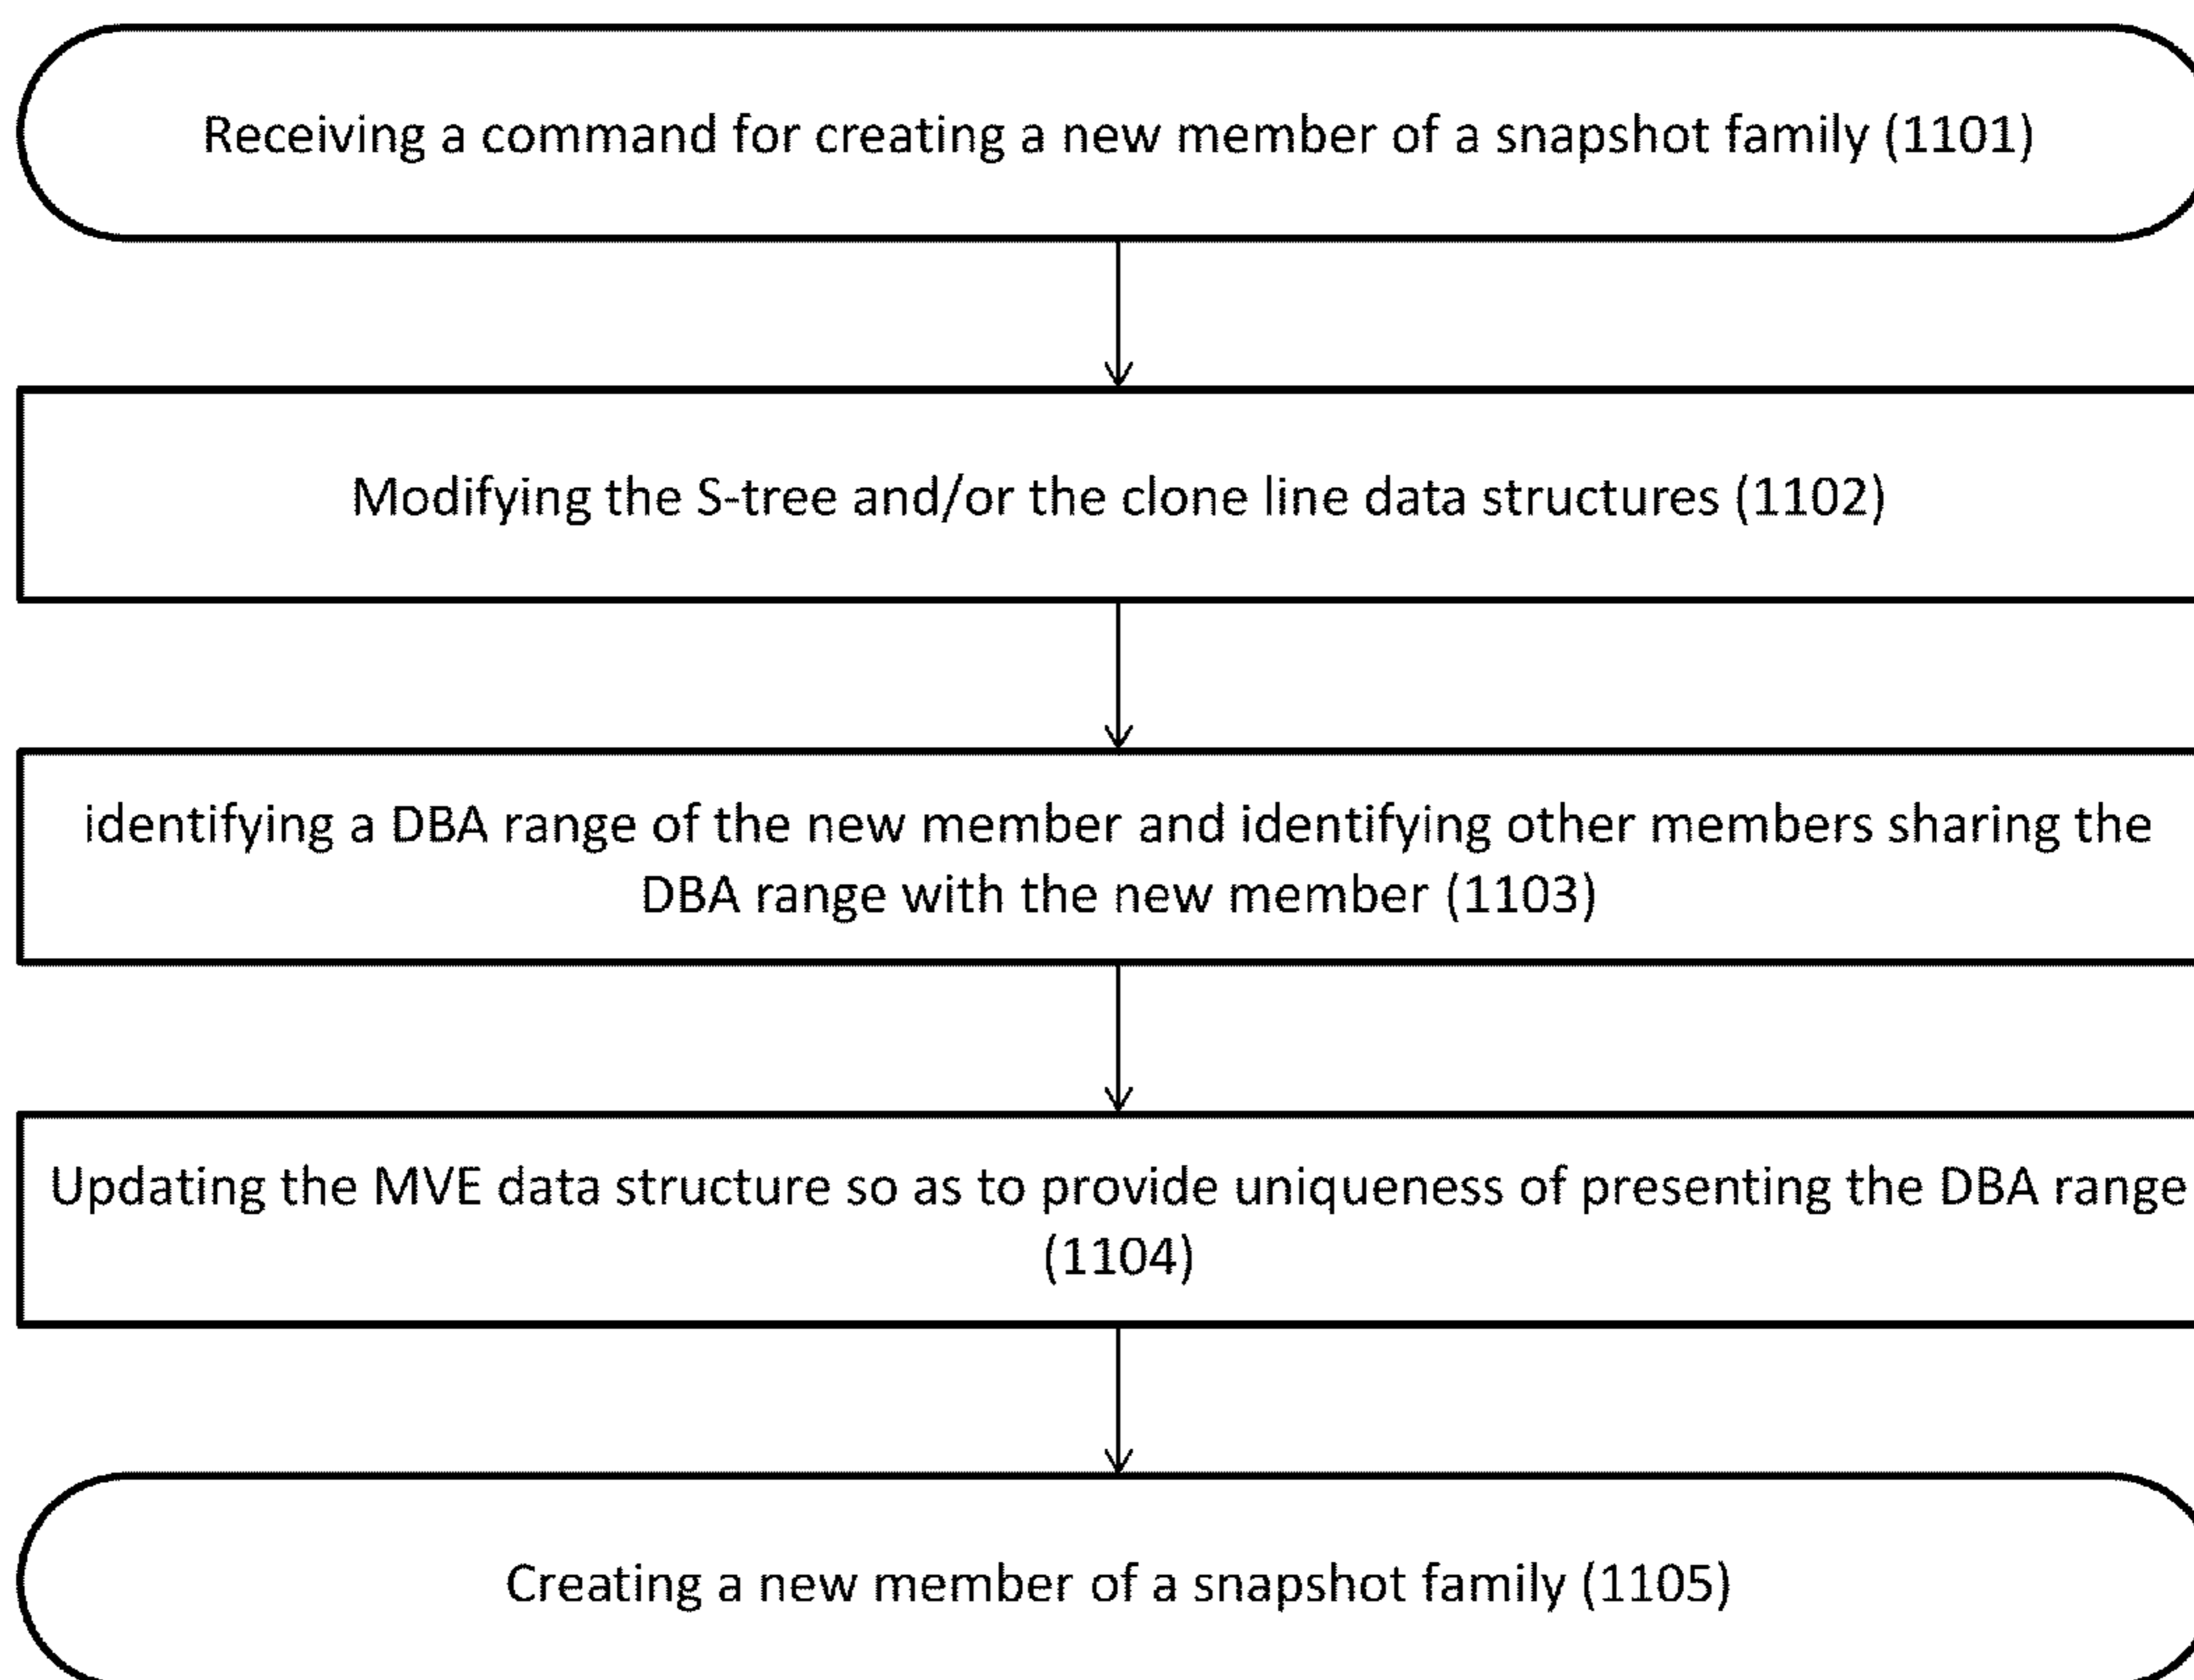 Receiving a command for creating a new member of a snapshot family (1101)
Modifying the S-tree and/or the clone line data structures (1102)
identifying a DBA range of the new member and identifying other members sharing the
DBA range with the new member (1103)
Updating the MVE data structure so as to provide uniqueness of presenting the DBA range
(1104)
Creating a new member of a snapshot family (1105)